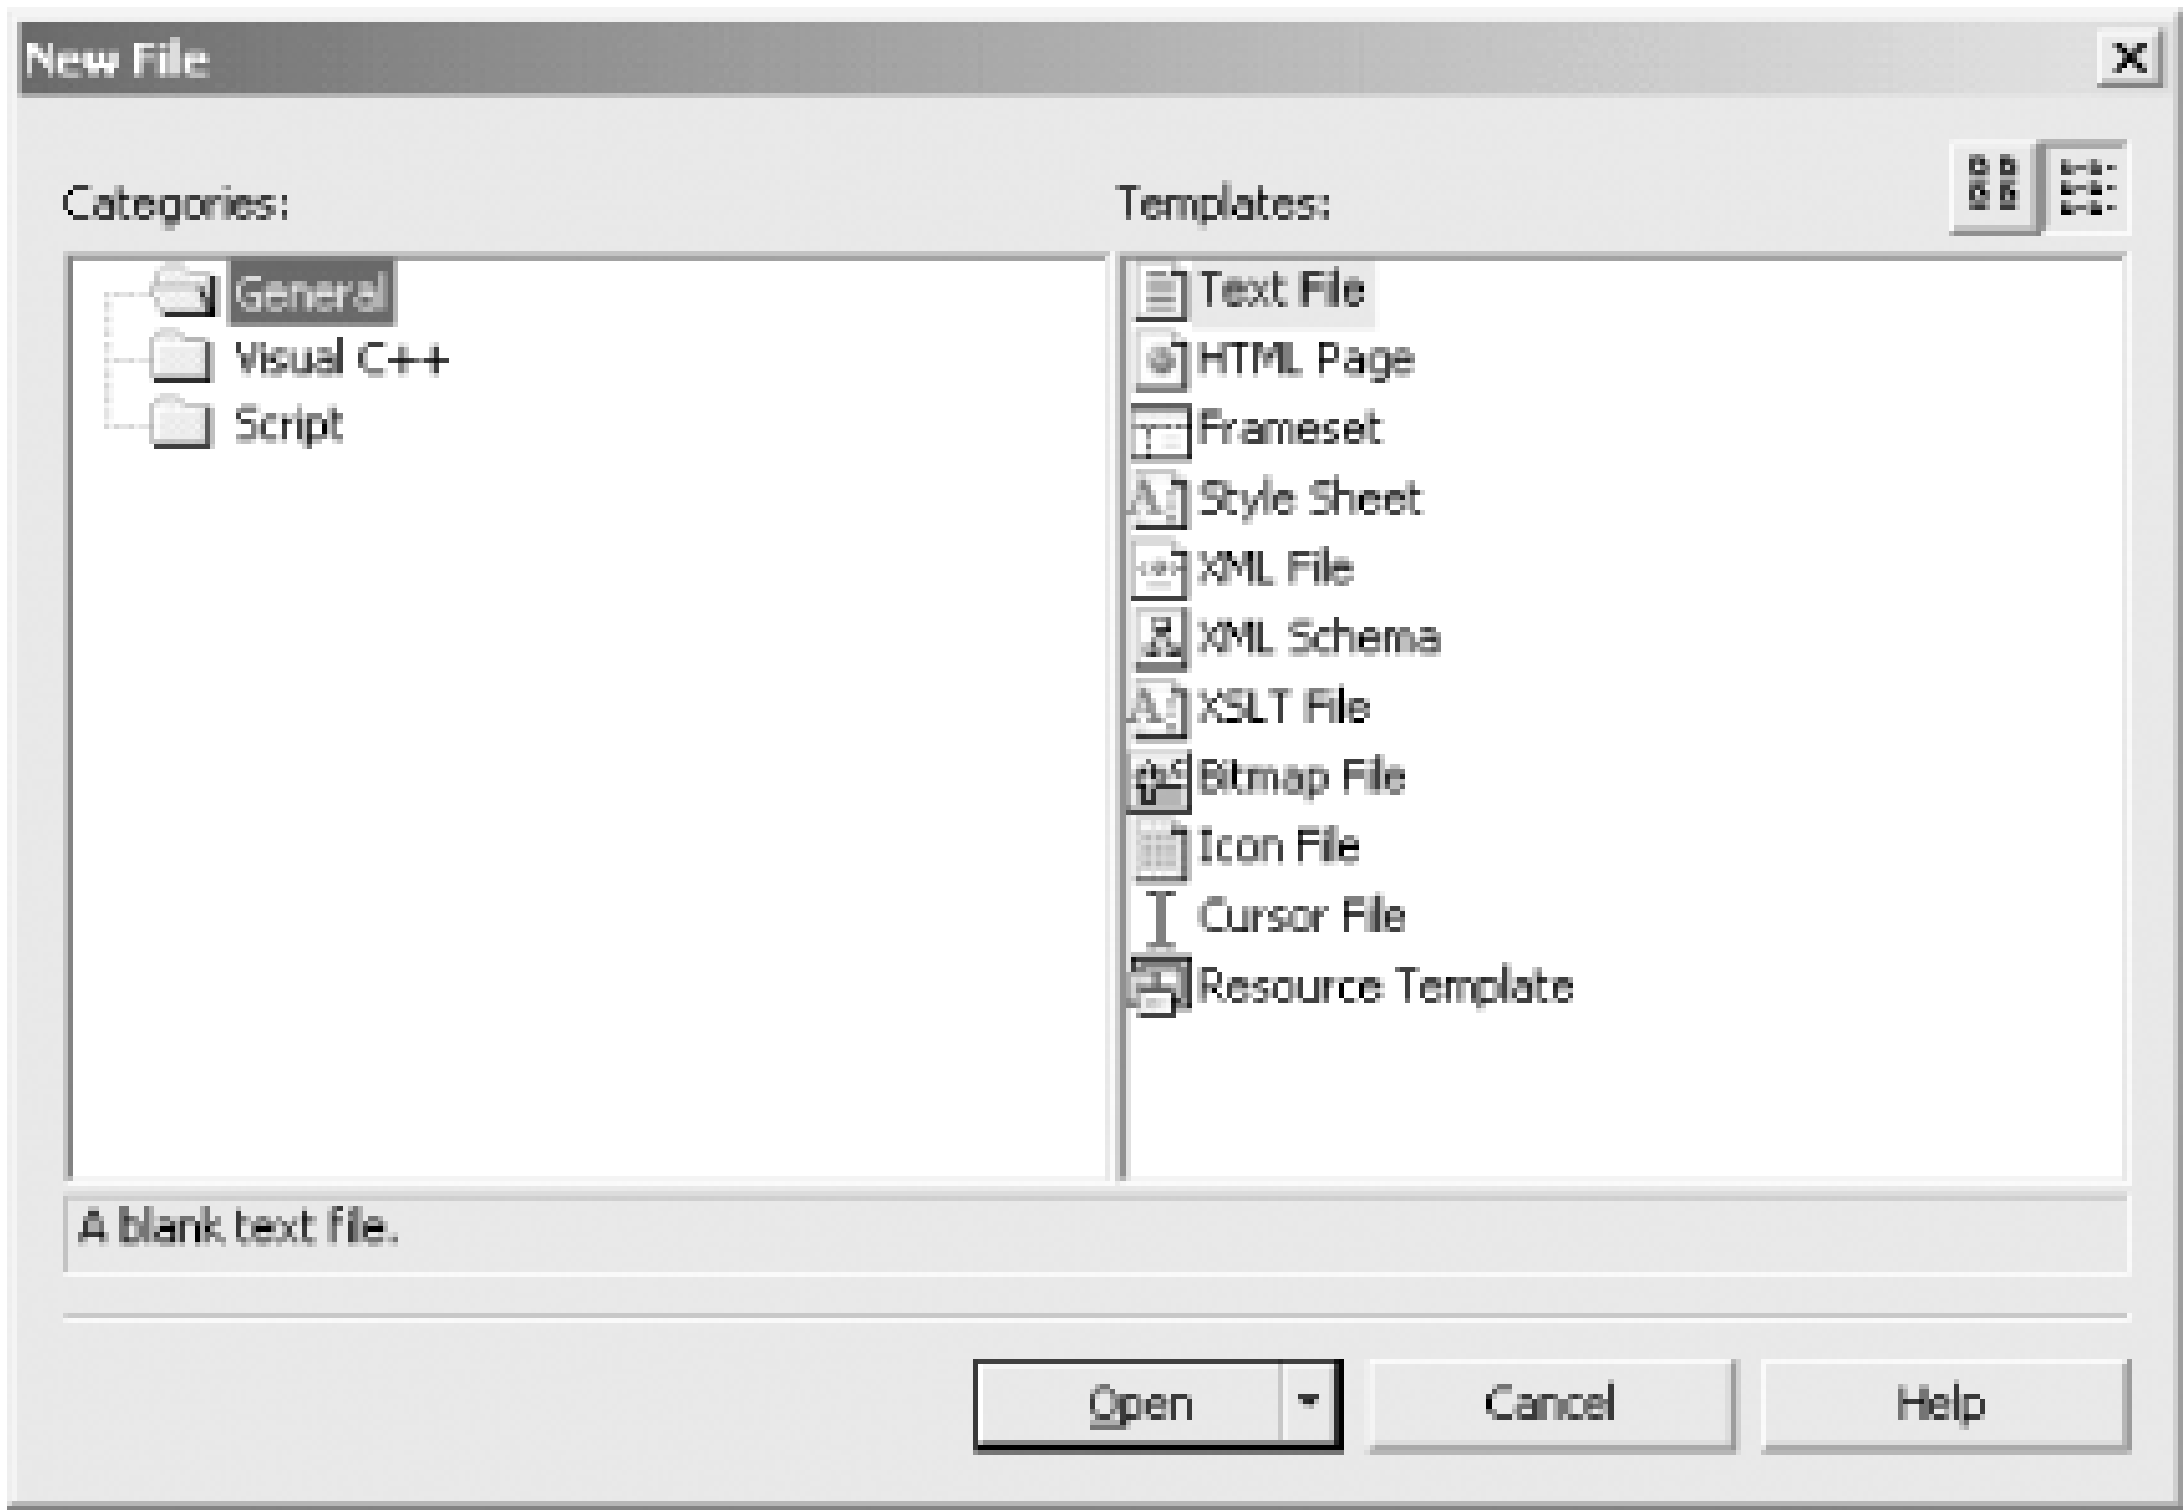 New File
Categories:
General
Visual C++
Script
Templates:
Text File
HTML Page
Frameset
Style Sheet
XML File
XML Schema
XSLT File
Bitmap File
Icon File
Cursor File
Resource Template
A blank text file.
Open
Cancel
Help